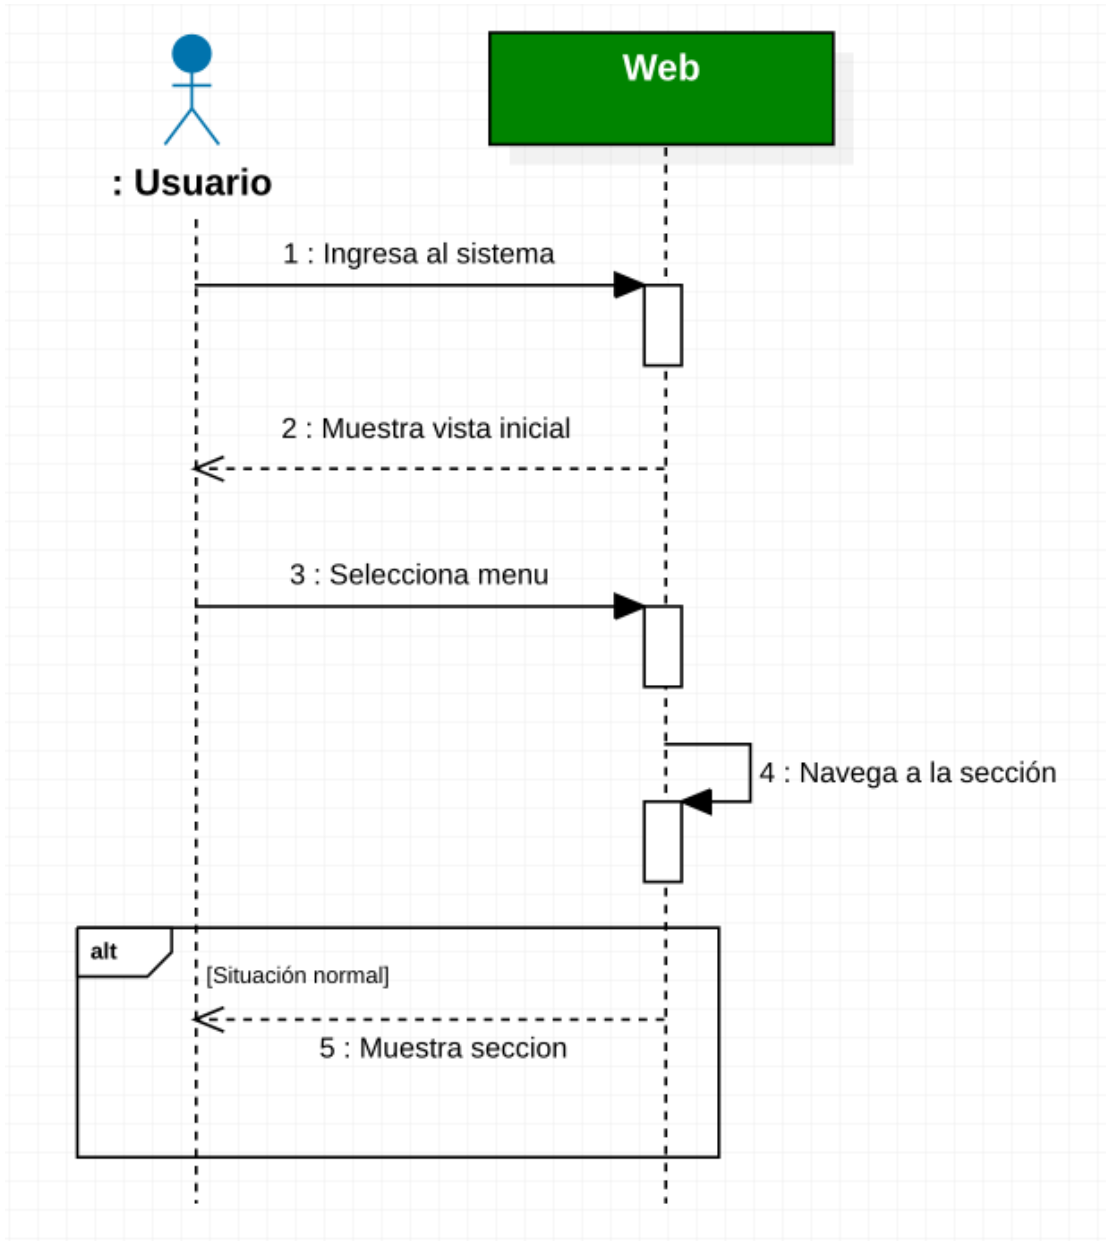 Web
: Usuario
1 : Ingresa al sistema
2 : Muestra vista inicial
3 : Selecciona menu
4 : Navega a la sección
alt
[Situación normal]
5 : Muestra seccion